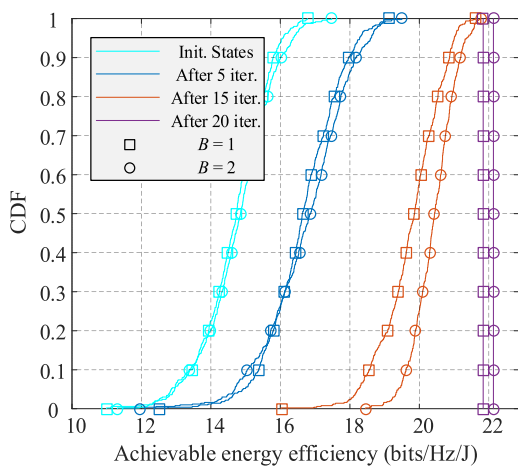 1
0.9
0.8
0.7
0.6
0.5
0.4
0.3
0.2
0.1
0
CDF
Init. States
After 5 iter.
After 15 iter.
After 20 iter.
B = 1
B = 2
10 12 14 16 18 20 22
Achievable energy efficiency (bits/Hz/J)